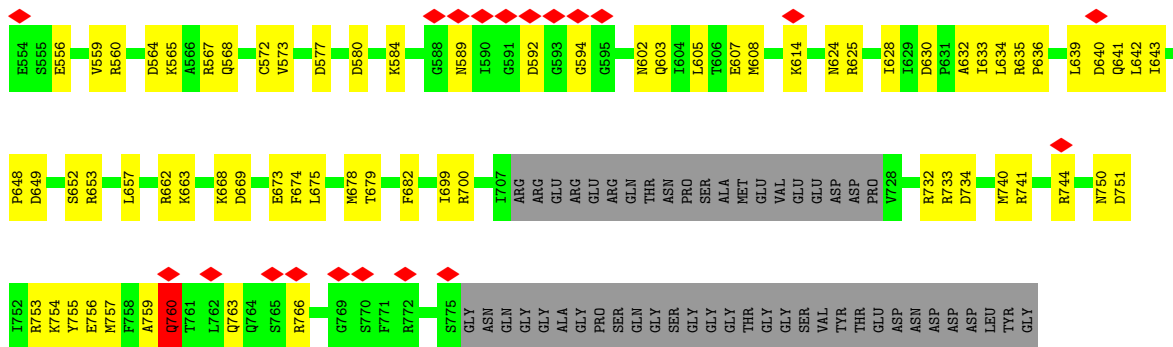 E554 S555 E556 V559 R560 D564 K565 A566 R567 Q568 C572 V573 D577 D580 K584 G588 N589 I590 G591 D592 G593 G594 G595 N602 Q603 I604 L605 T606 E607 M608 K614 N624 R625 I628 I629 D630 P631 A632 I633 L634 R635 P636 L639 D640 Q641 L642 I643
P648 D649 S652 R653 L657 R662 K663 K668 D669 E673 F674 L675 M678 T679 F682 I699 R700 I707 ARG ARG GLU ARG GLU ARG GLN THR ASN PRO SER ALA MET GLU VAL GLU GLU ASP ASP PRO V728 R732 R733 D734 M740 R741 R744 N750 D751
I752 R753 K754 Y755 E756 M757 F758 A759 Q760 T761 L762 Q763 Q764 S765 R766 G769 S770 F771 R772 S775 GLY ASN GLN GLY GLY ALA GLY PRO SER GLN GLY SER GLY GLY GLY THR GLY GLY SER VAL TYR THR GLU ASP ASN ASP ASP ASP LEU TYR GLY